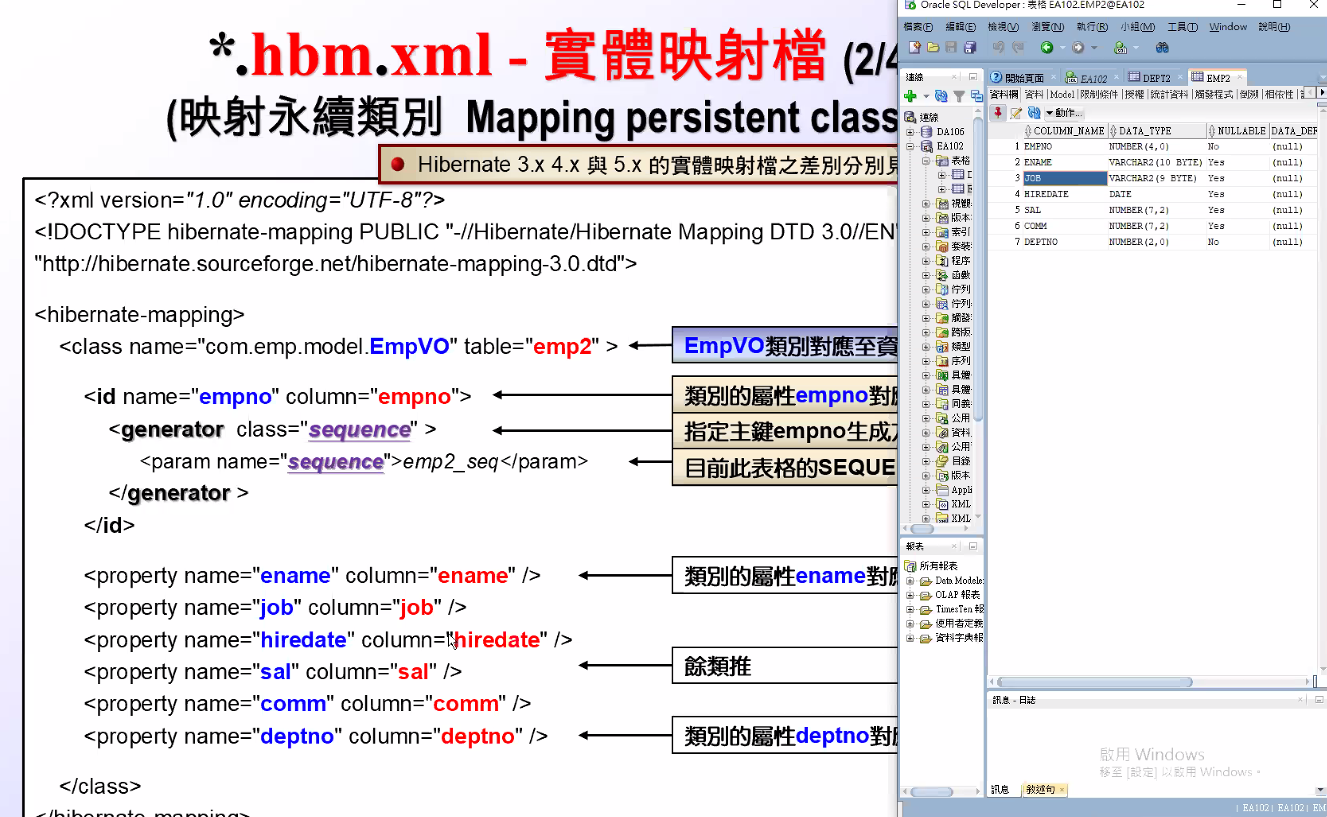 *.hbm.xml - 實體映射檔 (2/4
(映射永續類別 Mapping persistent class
Hibernate 3.x 4.x 與 5.x 的實體映射檔之差別分別見
<?xml version="1.0" encoding="UTF-8"?>
<!DOCTYPE hibernate-mapping PUBLIC "-//Hibernate/Hibernate Mapping DTD 3.0//EN"
"http://hibernate.sourceforge.net/hibernate-mapping-3.0.dtd">
<hibernate-mapping>
<class name="com.emp.model.EmpVO" table="emp2" >
EmpVO類別對應至資
<id name="empno" column="empno">
類別的屬性empno對應
<generator class="sequence" >
指定主鍵empno生成方
<param name="sequence">emp2_seq</param>
目前此表格的SEQUE
</generator >
</id>
<property name="ename" column="ename" />
類別的屬性ename對應
<property name="job" column="job" />
<property name="hiredate" column="hiredate" />
<property name="sal" column="sal" />
餘類推
<property name="comm" column="comm" />
<property name="deptno" column="deptno" />
類別的屬性deptno對應
</class>
</hibernate-mapping>
Oracle SQL Developer : 表格 EA102.EMP2@EA102
檔案(F) 編輯(E) 檢視(V) 瀏覽(N) 執行(R) 小組(M) 工具(T) Window 說明(H)
連線
開始頁面 EA102 DEPT2 EMP2
資料欄 資料 Model 限制條件 授權 統計資料 觸發程式 倒溯 相依性
動作...
COLUMN_NAME DATA_TYPE NULLABLE DATA_DEF
1 EMPNO NUMBER(4,0) No (null)
2 ENAME VARCHAR2(10 BYTE) Yes (null)
3 JOB VARCHAR2(9 BYTE) Yes (null)
4 HIREDATE DATE Yes (null)
5 SAL NUMBER(7,2) Yes (null)
6 COMM NUMBER(7,2) Yes (null)
7 DEPTNO NUMBER(2,0) No (null)
連線
DA106
EA102
表格
D
E
視觀
版本
索引
套裝
程序
函數
佇列
佇列
觸發
跨版
類型
序列
具體
具體
同義
公用
資料
公用
目錄
版本
Appli
XML
XML
報表
所有報表
Data Modele
OLAP 報表
TimesTen 報
使用者定義
資料字典報
訊息 - 日誌
啟用 Windows
移至 [設定] 以啟用 Windows。
訊息 敘述句
EA102 | EA102 | EM